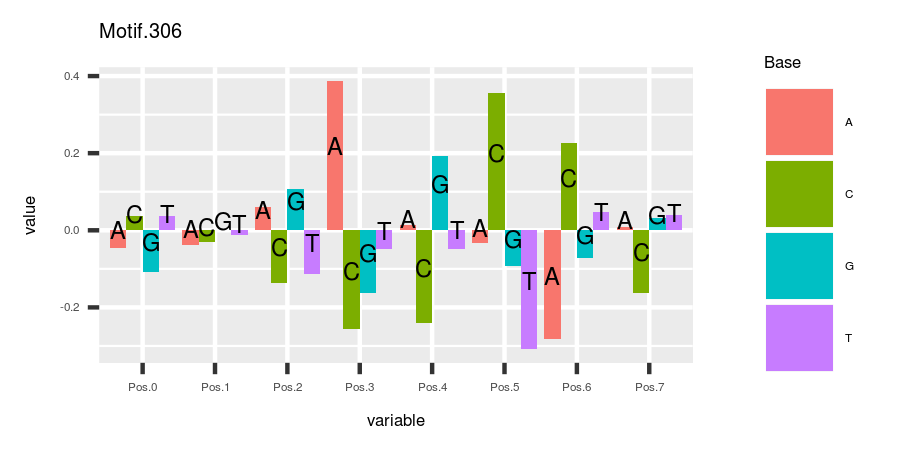 Motif.306
value
0.4
0.2
0.0
-0.2
A C G T A C G T A C G T A C G T A C G T A C G T A C G T A C G T
Pos.0 Pos.1 Pos.2 Pos.3 Pos.4 Pos.5 Pos.6 Pos.7
variable
Base
A
C
G
T